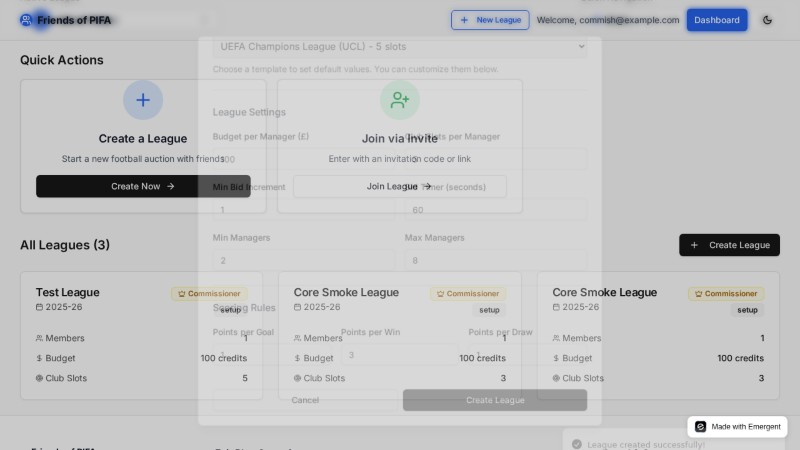 Friends of PIFA
New League
Welcome, commish@example.com
Dashboard
UEFA Champions League (UCL) - 5 slots
Choose a template to set default values. You can customize them below.
Quick Actions
League Settings
Budget per Manager (£)
Club Slots per Manager
Create a League
Start a new football auction with friends
Create Now
Join via Invite
Enter with an invitation code or link
Join League
Min Bid Increment
Timer (seconds)
1
60
Min Managers
Max Managers
2
8
All Leagues (3)
Create League
Test League
Commissioner
2025-26
setup
Members
1
Budget
100 credits
Club Slots
5
Core Smoke League
Commissioner
2025-26
setup
Members
1
Budget
100 credits
Club Slots
3
Core Smoke League
Commissioner
2025-26
setup
Members
1
Budget
100 credits
Club Slots
3
Scoring Rules
Points per Goal
Points per Win
Points per Draw
3
Cancel
Create League
Made with Emergent
League created successfully!